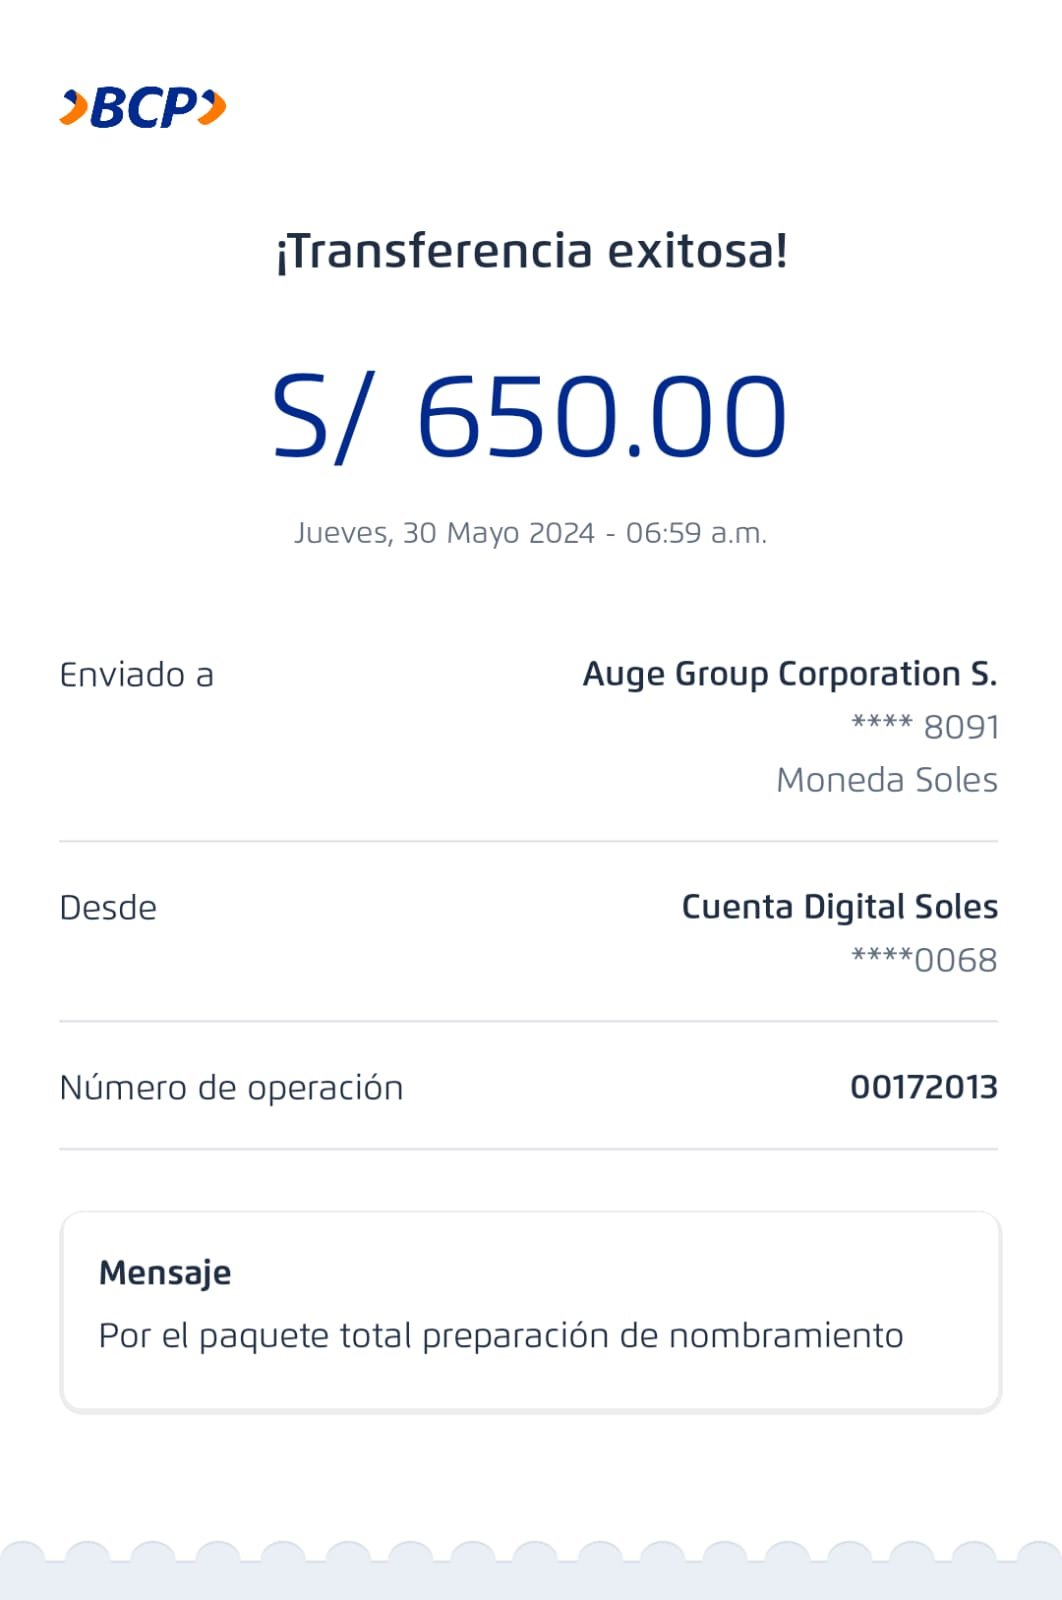 BCP
¡Transferencia exitosa!
S/ 650.00
Jueves, 30 Mayo 2024 - 06:59 a.m.
Enviado a
Auge Group Corporation S.
**** 8091
Moneda Soles
Desde
Cuenta Digital Soles
****0068
Número de operación
00172013
Mensaje
Por el paquete total preparación de nombramiento